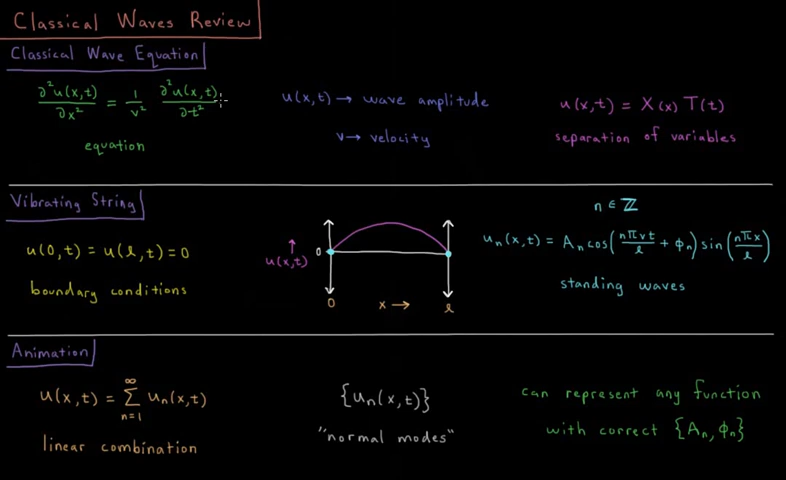 Classical Waves Review
Classical Wave Equation
∂²u(x,t)/∂x² = 1/v² ∂²u(x,t)/∂t²
equation
u(x,t) → wave amplitude
v → velocity
u(x,t) = X(x) T(t)
separation of variables
Vibrating String
u(0,t) = u(ℓ,t) = 0
boundary conditions
u(x,t) ↑
0
0 x → ℓ
n ∈ ℤ
uₙ(x,t) = Aₙ cos(nπvt/ℓ + ϕₙ) sin(nπx/ℓ)
standing waves
Animation
u(x,t) = ∑_{n=1}^{∞} uₙ(x,t)
linear combination
{uₙ(x,t)}
"normal modes"
can represent any function
with correct {Aₙ, ϕₙ}